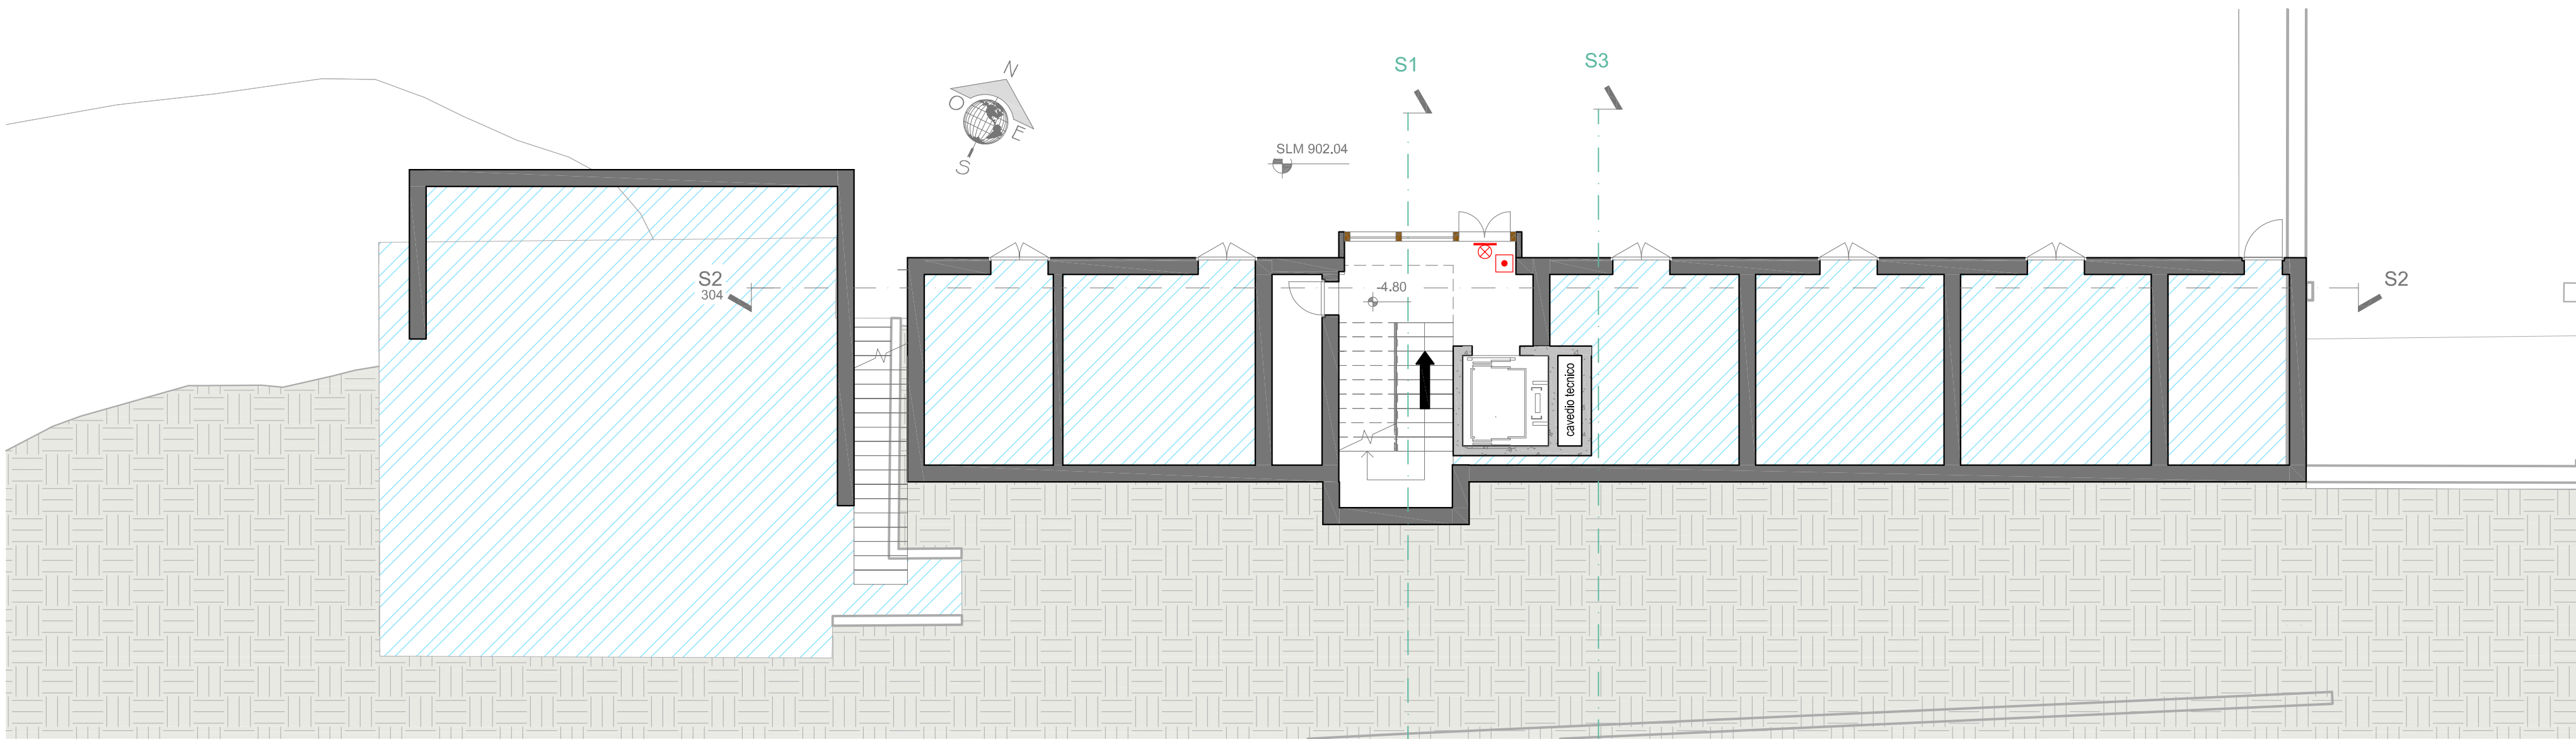 S1
S3
N
O
E
S
SLM 902.04
S2
304
-4.80
S2
cavedio tecnico